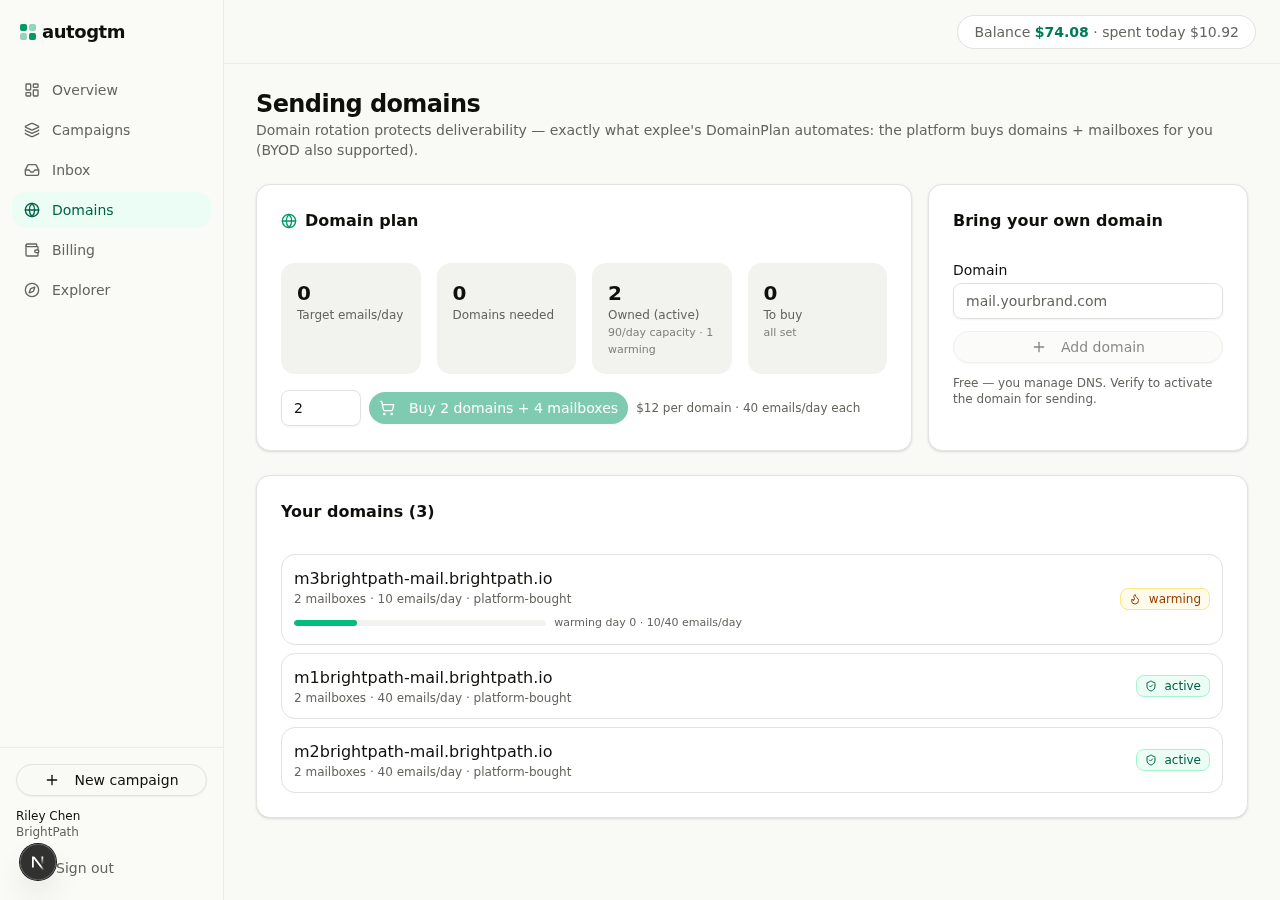 autogtm
Balance $74.08 · spent today $10.92
Overview
Campaigns
Inbox
Domains
Billing
Explorer
Sending domains
Domain rotation protects deliverability — exactly what explee's DomainPlan automates: the platform buys domains + mailboxes for you
(BYOD also supported).
Domain plan
0
Target emails/day
0
Domains needed
2
Owned (active)
90/day capacity · 1
warming
0
To buy
all set
2
Buy 2 domains + 4 mailboxes
$12 per domain · 40 emails/day each
Bring your own domain
Domain
mail.yourbrand.com
Add domain
Free — you manage DNS. Verify to activate
the domain for sending.
Your domains (3)
m3brightpath-mail.brightpath.io
2 mailboxes · 10 emails/day · platform-bought
warming day 0 · 10/40 emails/day
warming
m1brightpath-mail.brightpath.io
2 mailboxes · 40 emails/day · platform-bought
active
m2brightpath-mail.brightpath.io
2 mailboxes · 40 emails/day · platform-bought
active
New campaign
Riley Chen
BrightPath
N
Sign out